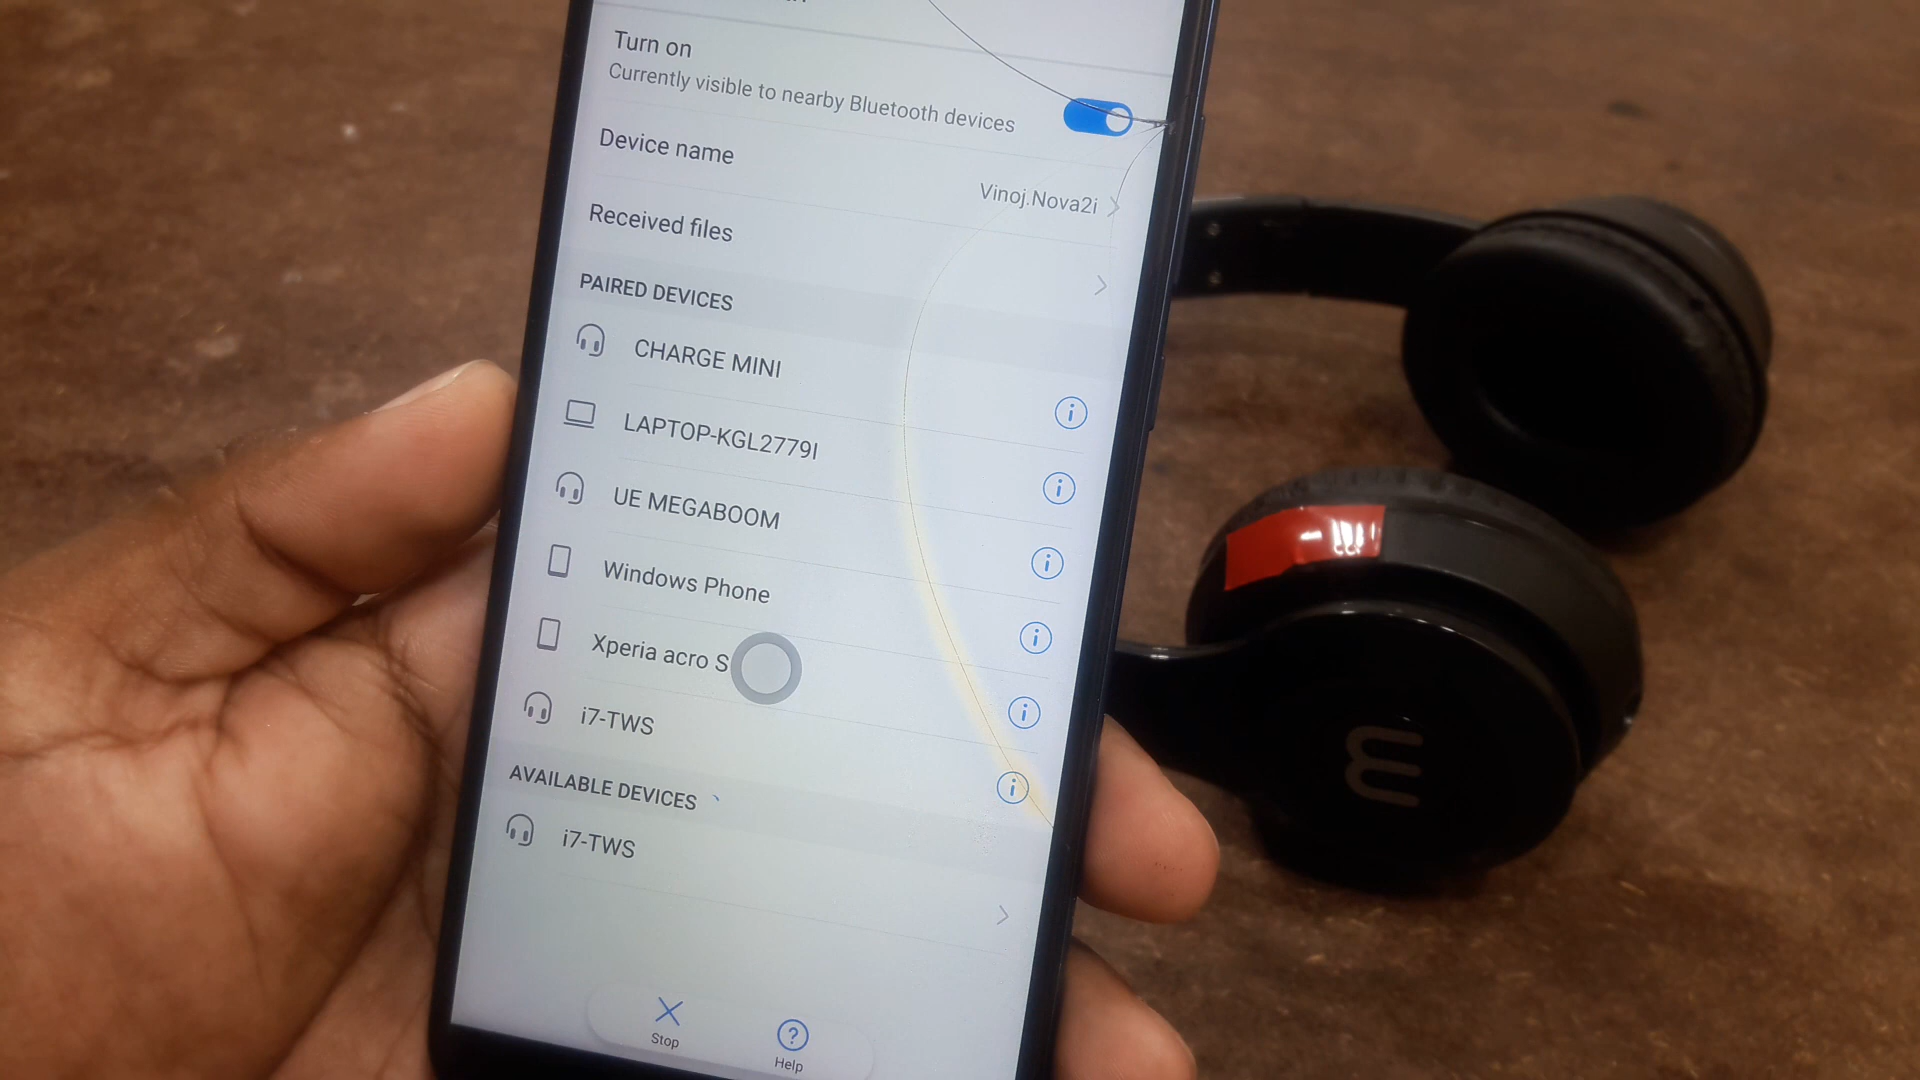 Turn on
Currently visible to nearby Bluetooth devices
Device name
Vinoj.Nova2i
Received files
PAIRED DEVICES
CHARGE MINI
LAPTOP-KGL2779I
UE MEGABOOM
Windows Phone
Xperia acro S
i7-TWS
AVAILABLE DEVICES
i7-TWS
Stop
Help